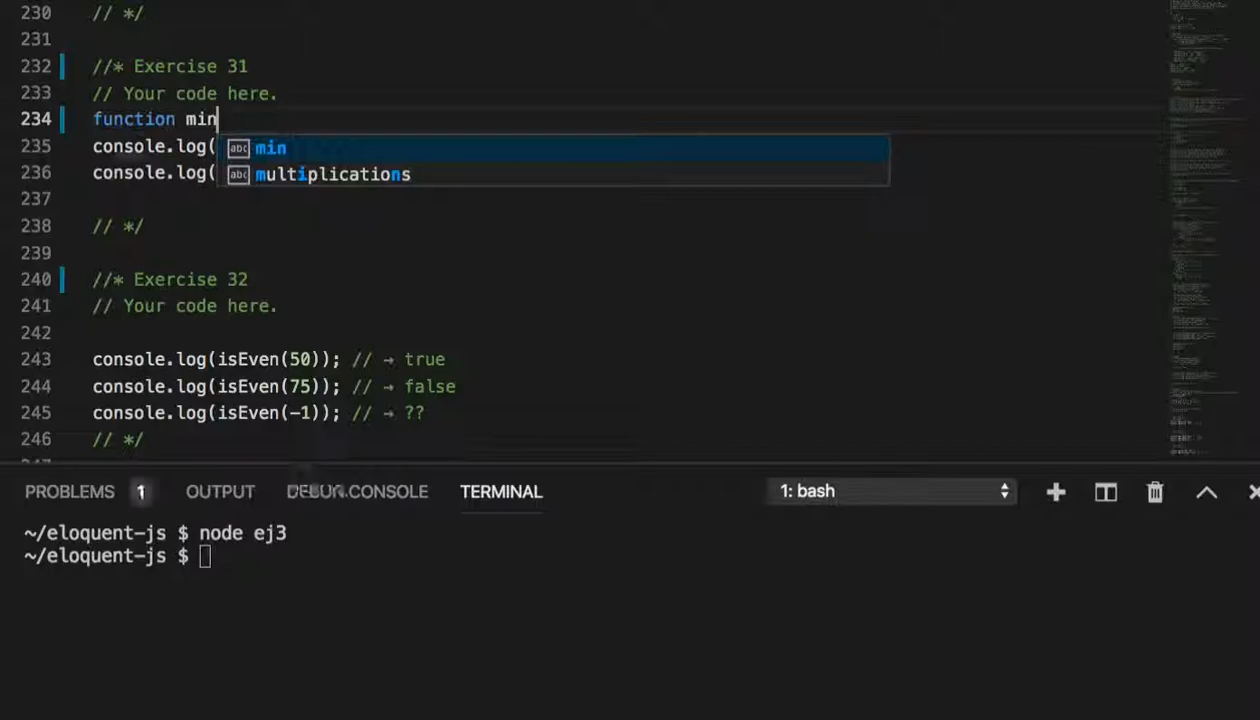 230 // */
231
232 //* Exercise 31
233 // Your code here.
234 function min
235 console.log(
min
236 console.log(
multiplications
237
238 // */
239
240 //* Exercise 32
241 // Your code here.
242
243 console.log(isEven(50)); // → true
244 console.log(isEven(75)); // → false
245 console.log(isEven(-1)); // → ??
246 // */
PROBLEMS 1 OUTPUT DEBUG CONSOLE TERMINAL 1: bash
~/eloquent-js $ node ej3
~/eloquent-js $